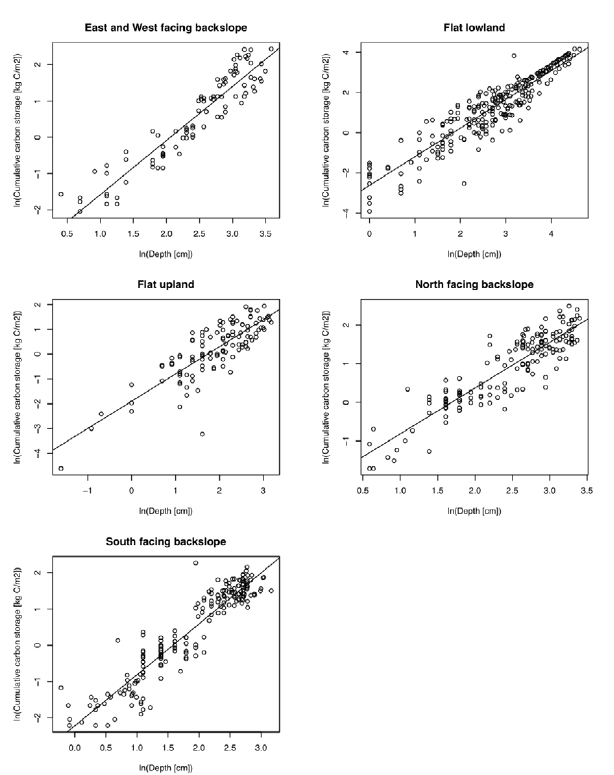 East and West facing backslope
ln(Cumulative carbon storage [kg C/m2])
2
1
0
−1
−2
0.5 1.0 1.5 2.0 2.5 3.0 3.5
ln(Depth [cm])
Flat lowland
ln(Cumulative carbon storage [kg C/m2])
4
2
0
−2
−4
0 1 2 3 4
ln(Depth [cm])
Flat upland
ln(Cumulative carbon storage [kg C/m2])
2
1
0
−1
−2
−3
−4
−1 0 1 2 3
ln(Depth [cm])
North facing backslope
ln(Cumulative carbon storage [kg C/m2])
2
1
0
−1
0.5 1.0 1.5 2.0 2.5 3.0 3.5
ln(Depth [cm])
South facing backslope
ln(Cumulative carbon storage [kg C/m2])
2
1
0
−1
−2
0.0 0.5 1.0 1.5 2.0 2.5 3.0
ln(Depth [cm])